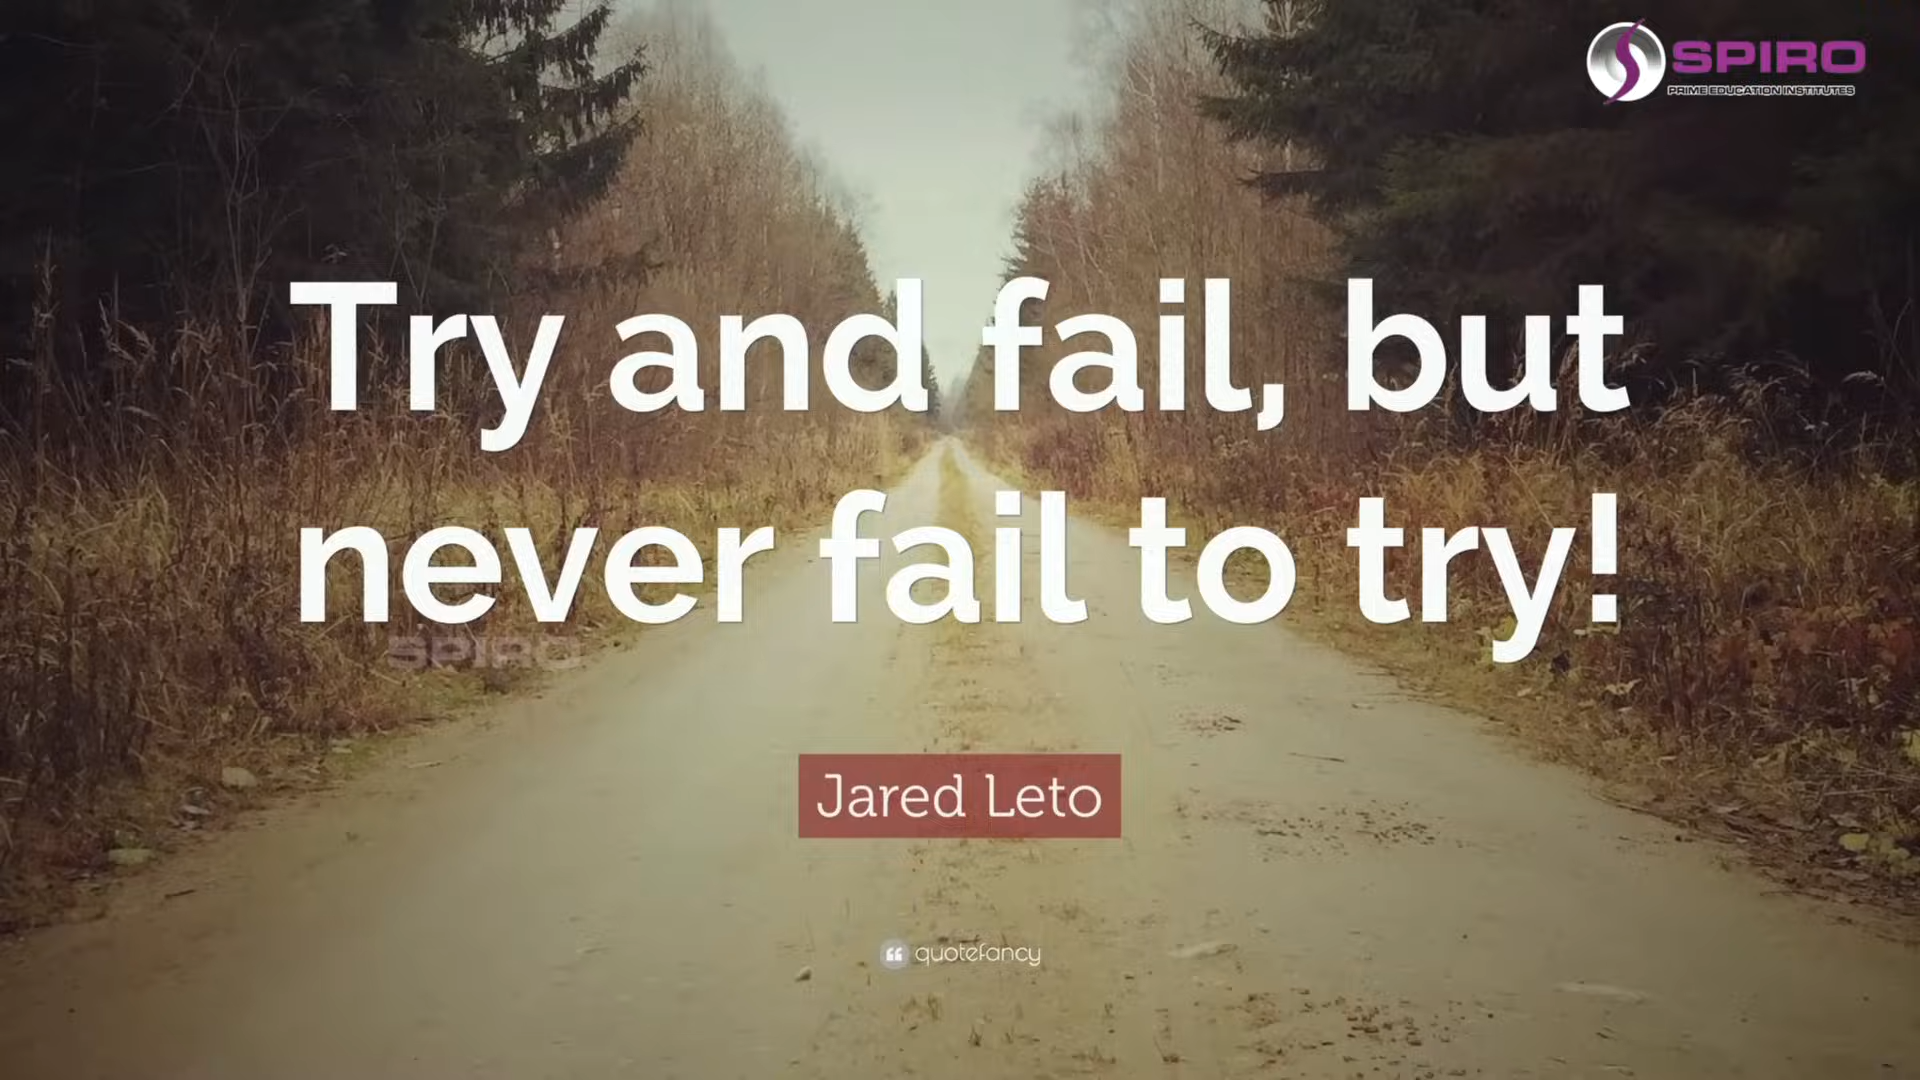 SPIRO
PRIME EDUCATION INSTITUTES
Try and fail, but
never fail to try!
SPIRO
Jared Leto
quotefancy